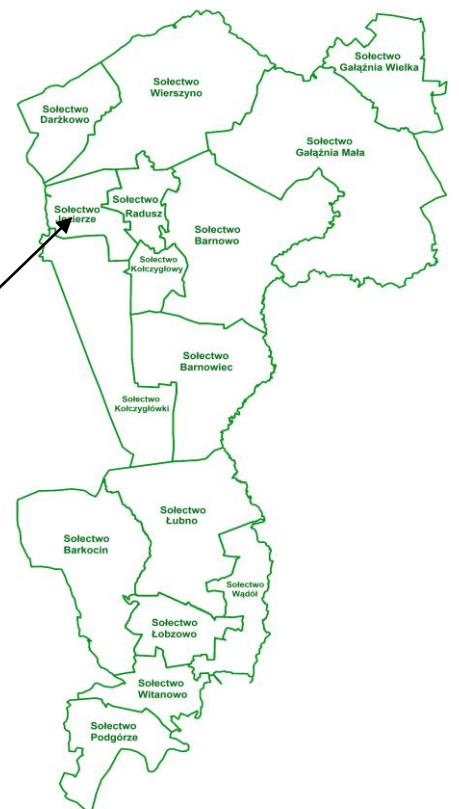 Sołectwo
Gałąźnia Wielka
Sołectwo
Wierszyno
Sołectwo
Darżkowo
Sołectwo
Gałąźnia Mała
Sołectwo
Radusz
Sołectwo
Jezierze
Sołectwo
Barnowo
Sołectwo
Kołczygłowy
Sołectwo
Barnowiec
Sołectwo
Kołczygłówki
Sołectwo
Łubno
Sołectwo
Barkocin
Sołectwo
Wądół
Sołectwo
Łobzowo
Sołectwo
Witanowo
Sołectwo
Podgórze